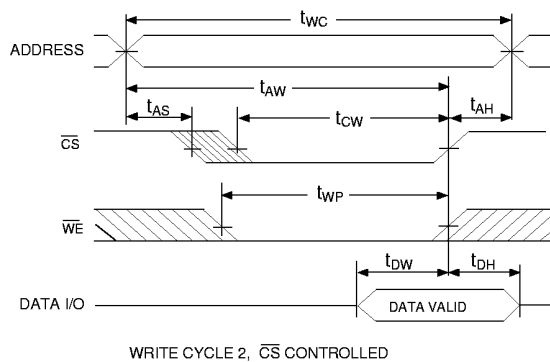 tWC
ADDRESS
tAW
tAS
tCW
tAH
CS
tWP
WE
tDW
tDH
DATA I/O
DATA VALID
WRITE CYCLE 2, CS CONTROLLED